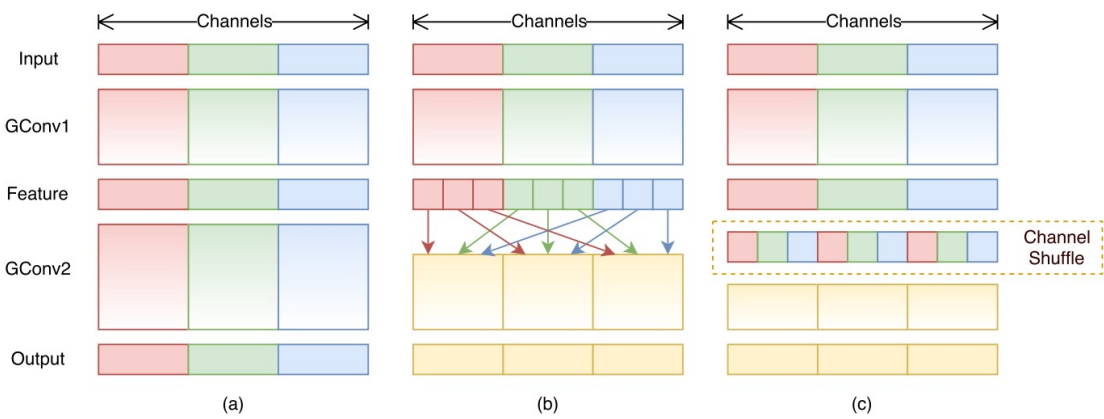 Channels Channels Channels
Input
GConv1
Feature
Channel
Shuffle
GConv2
Output
(a) (b) (c)